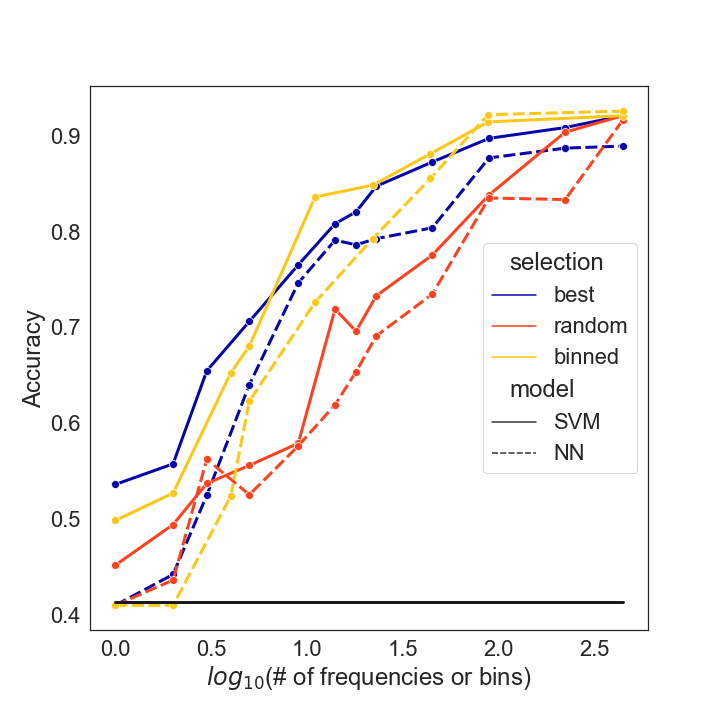 0.9
0.8
0.7
0.6
0.5
0.4
Accuracy
selection
best
random
binned
model
SVM
NN
0.0 0.5 1.0 1.5 2.0 2.5
log10(# of frequencies or bins)